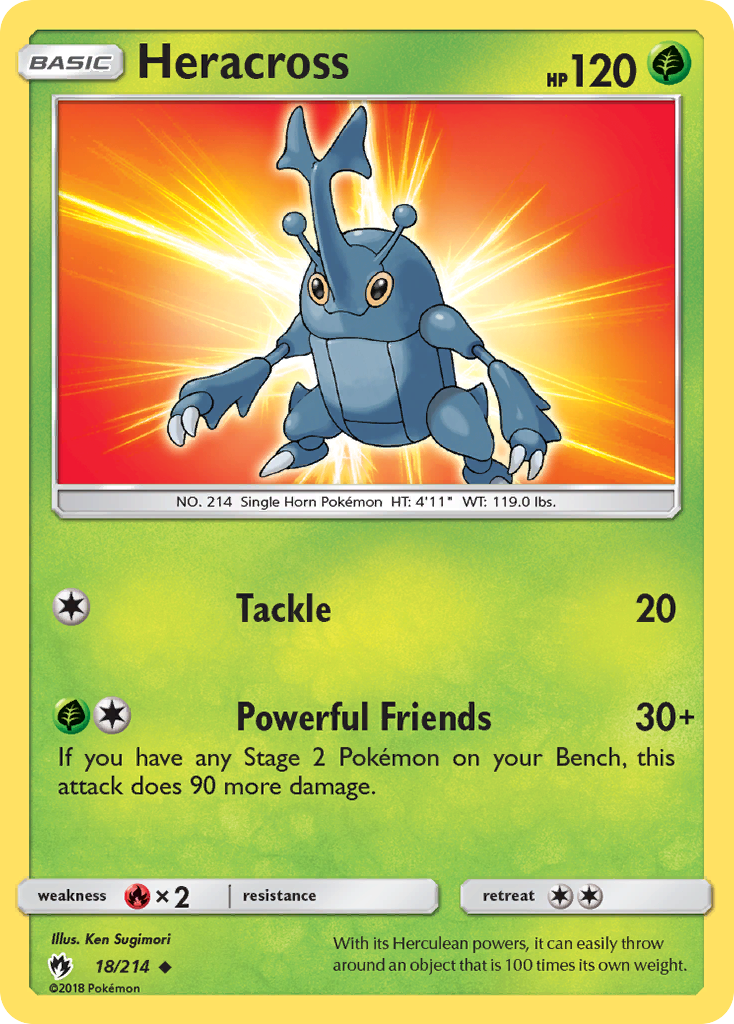 BASIC Heracross HP 120
NO. 214 Single Horn Pokémon HT: 4'11" WT: 119.0 lbs.
Tackle 20
Powerful Friends 30+
If you have any Stage 2 Pokémon on your Bench, this
attack does 90 more damage.
weakness × 2 resistance retreat
Illus. Ken Sugimori
18/214
©2018 Pokémon
With its Herculean powers, it can easily throw
around an object that is 100 times its own weight.